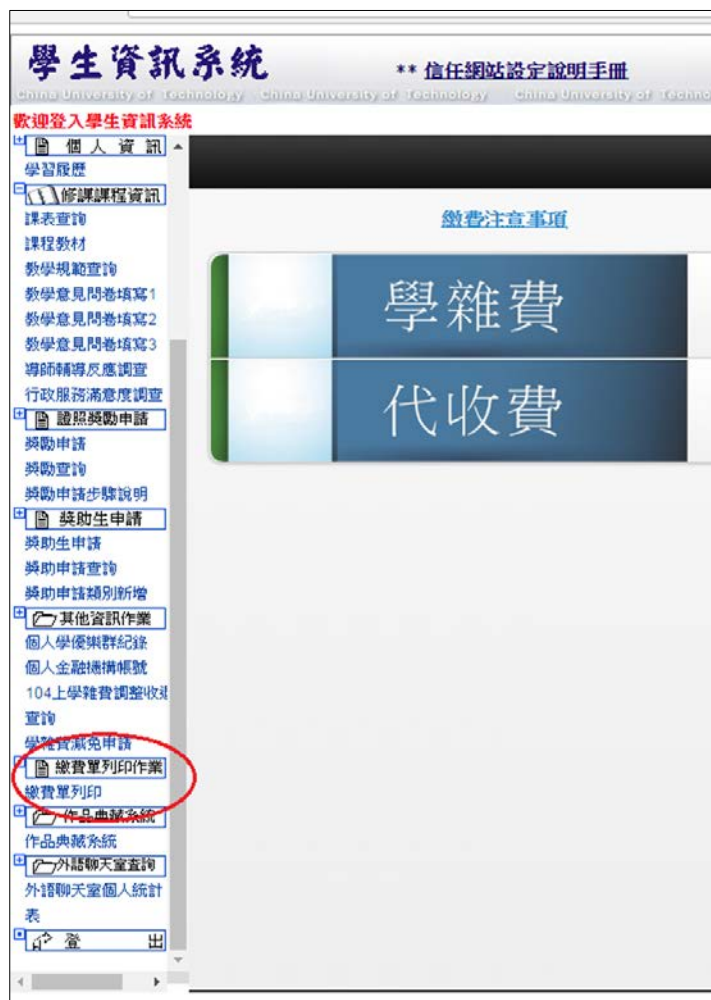 學生資訊系統
** 信任網站設定說明手冊
China University of Technology China University of Technology China University of Techno
歡迎登入學生資訊系統
個人資訊
學習履歷
修課課程資訊
課表查詢
課程教材
教學規範查詢
教學意見問卷填寫1
教學意見問卷填寫2
教學意見問卷填寫3
導師輔導反應調查
行政服務滿意度調查
證照獎勵申請
獎勵申請
獎勵查詢
獎勵申請步驟說明
獎助生申請
獎助生申請
獎助申請查詢
獎助申請類別新增
其他資訊作業
個人學優樂群紀錄
個人金融機構帳號
104上學雜費調整收退
查詢
學雜費減免申請
繳費單列印作業
繳費單列印
作品典藏系統
作品典藏系統
外語聊天室查詢
外語聊天室個人統計
表
登出
繳費注意事項
學雜費
代收費